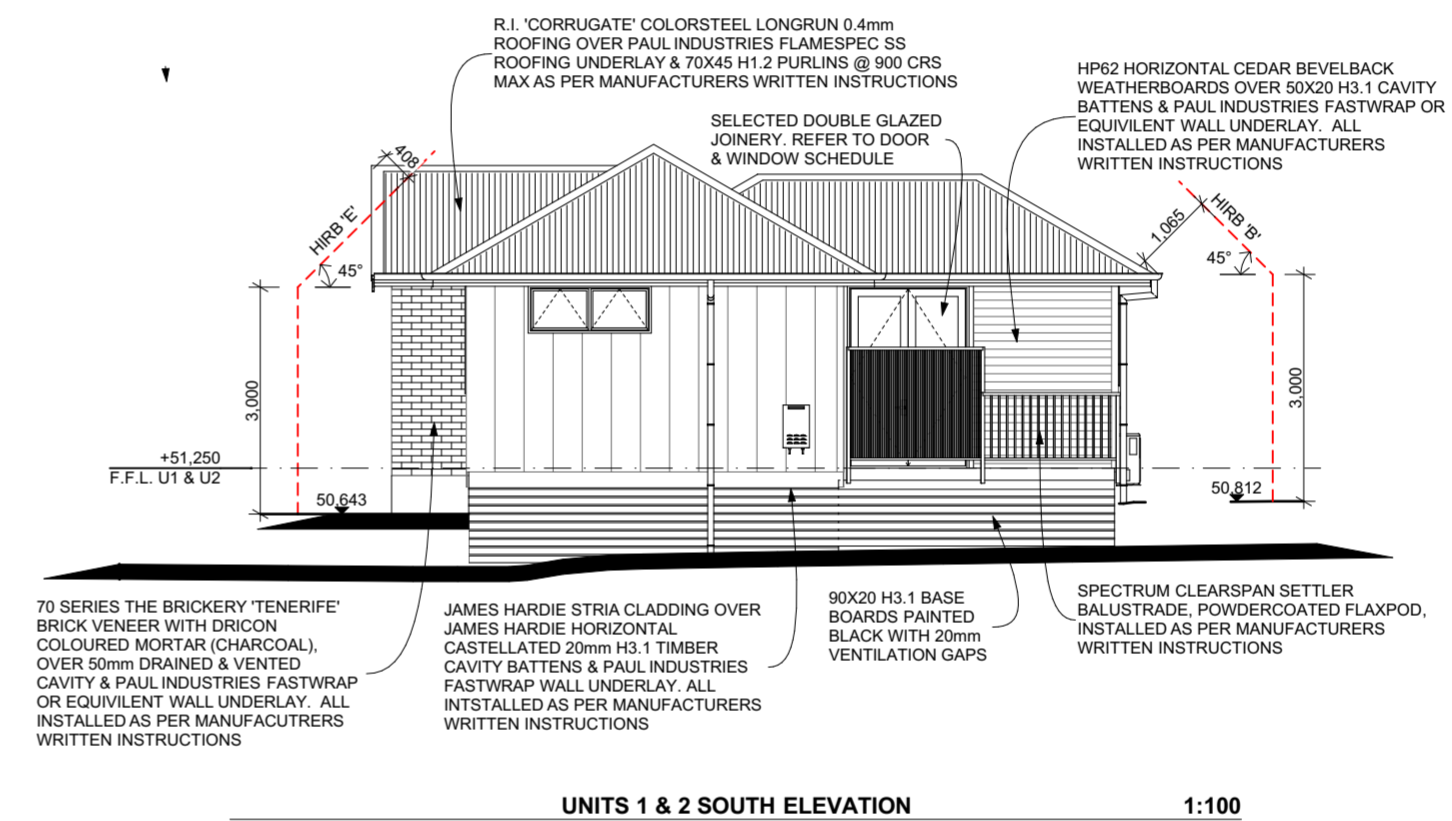 R.I. 'CORRUGATE' COLORSTEEL LONGRUN 0.4mm
ROOFING OVER PAUL INDUSTRIES FLAMESPEC SS
ROOFING UNDERLAY & 70X45 H1.2 PURLINS @ 900 CRS
MAX AS PER MANUFACTURERS WRITTEN INSTRUCTIONS
HP62 HORIZONTAL CEDAR BEVELBACK
WEATHERBOARDS OVER 50X20 H3.1 CAVITY
BATTENS & PAUL INDUSTRIES FASTWRAP OR
EQUIVILENT WALL UNDERLAY. ALL
INSTALLED AS PER MANUFACTURERS
WRITTEN INSTRUCTIONS
SELECTED DOUBLE GLAZED
JOINERY. REFER TO DOOR
& WINDOW SCHEDULE
408
HIRB 'E'
45°
1,065
HIRB 'B'
45°
3,000
3,000
+51,250
F.F.L. U1 & U2
50,643
50,812
70 SERIES THE BRICKERY 'TENERIFE'
BRICK VENEER WITH DRICON
COLOURED MORTAR (CHARCOAL),
OVER 50mm DRAINED & VENTED
CAVITY & PAUL INDUSTRIES FASTWRAP
OR EQUIVILENT WALL UNDERLAY. ALL
INSTALLED AS PER MANUFACUTRERS
WRITTEN INSTRUCTIONS
JAMES HARDIE STRIA CLADDING OVER
JAMES HARDIE HORIZONTAL
CASTELLATED 20mm H3.1 TIMBER
CAVITY BATTENS & PAUL INDUSTRIES
FASTWRAP WALL UNDERLAY. ALL
INTSTALLED AS PER MANUFACTURERS
WRITTEN INSTRUCTIONS
90X20 H3.1 BASE
BOARDS PAINTED
BLACK WITH 20mm
VENTILATION GAPS
SPECTRUM CLEARSPAN SETTLER
BALUSTRADE, POWDERCOATED FLAXPOD,
INSTALLED AS PER MANUFACTURERS
WRITTEN INSTRUCTIONS
UNITS 1 & 2 SOUTH ELEVATION 1:100